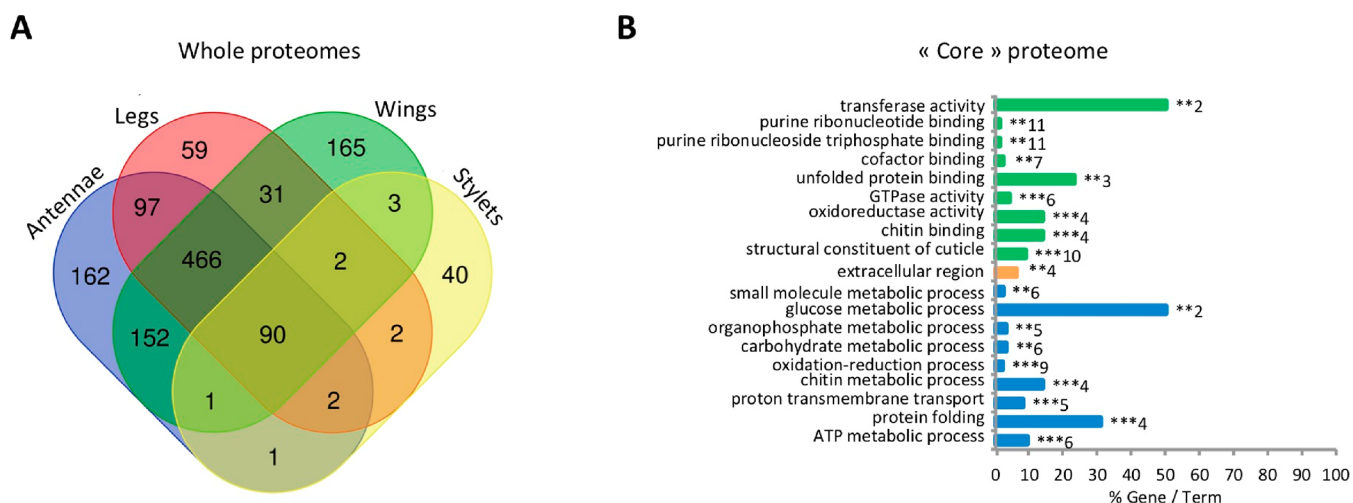 A
Whole proteomes
Legs
Wings
Antennae
Stylets
59
165
97
31
3
162
466
2
40
152
90
2
1
2
1
B
« Core » proteome
transferase activity **2
purine ribonucleotide binding **11
purine ribonucleoside triphosphate binding **11
cofactor binding **7
unfolded protein binding **3
GTPase activity ***6
oxidoreductase activity ***4
chitin binding ***4
structural constituent of cuticle ***10
extracellular region **4
small molecule metabolic process **6
glucose metabolic process **2
organophosphate metabolic process **5
carbohydrate metabolic process **6
oxidation-reduction process ***9
chitin metabolic process ***4
proton transmembrane transport ***5
protein folding ***4
ATP metabolic process ***6
0 10 20 30 40 50 60 70 80 90 100
% Gene / Term